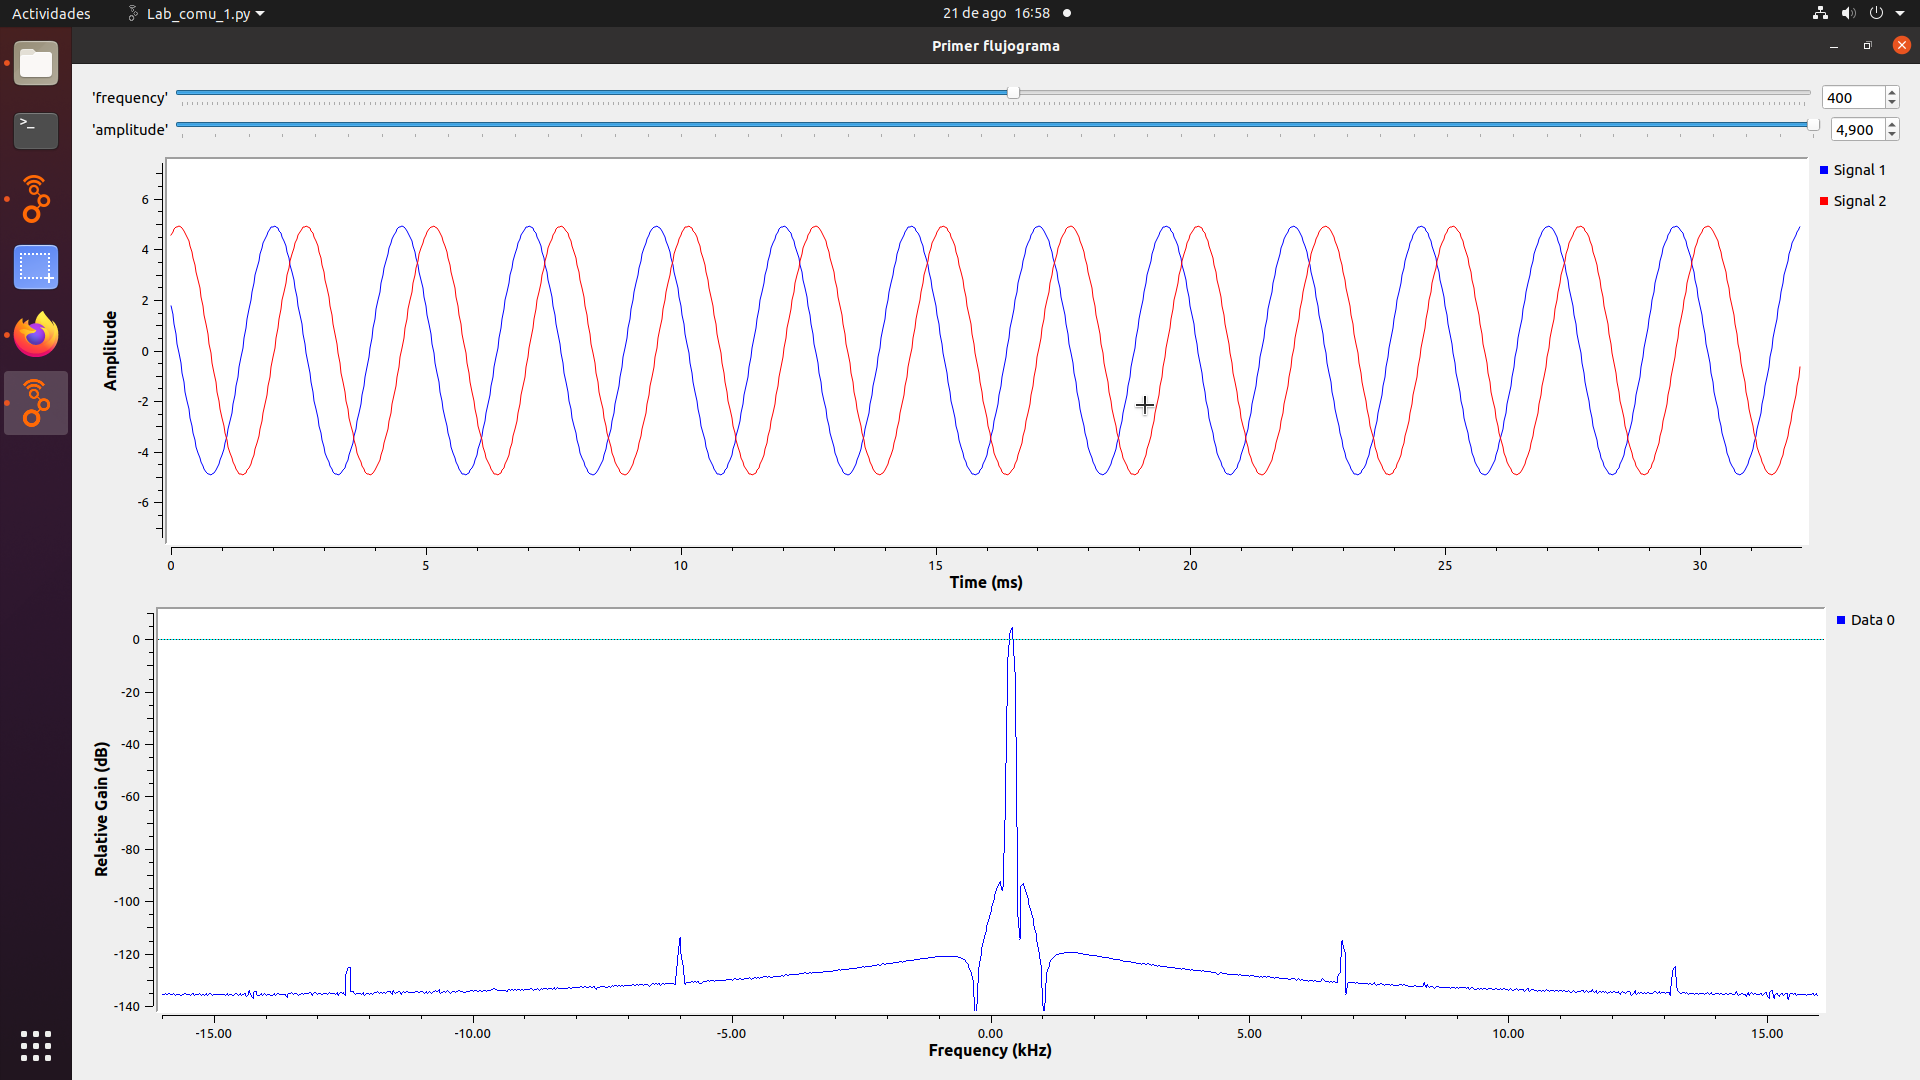 Actividades Lab_comu_1.py 21 de ago 16:58
Primer flujograma
'frequency' 400
'amplitude' 4,900
Signal 1
Signal 2
6
4
2
0
-2
-4
-6
Amplitude
0 5 10 15 20 25 30
Time (ms)
Data 0
0
-20
-40
-60
-80
-100
-120
-140
Relative Gain (dB)
-15.00 -10.00 -5.00 0.00 5.00 10.00 15.00
Frequency (kHz)